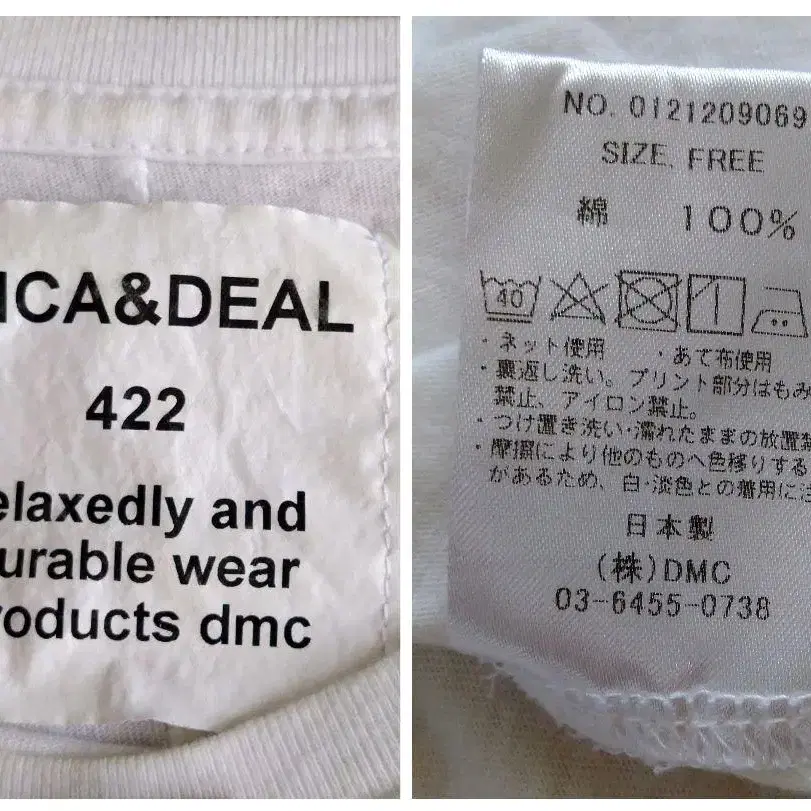 ICA&DEAL
422
elaxedly and
urable wear
oducts dmc
NO. 0121209069
SIZE. FREE
綿 100%
40
・ネット使用 ・あて布使用
・裏返し洗い。プリント部分はもみ
禁止、アイロン禁止。
・つけ置き洗い・濡れたままの放置禁
・摩擦により他のものへ色移りする
があるため、白・淡色との着用に注
日本製
(株)DMC
03-6455-0738